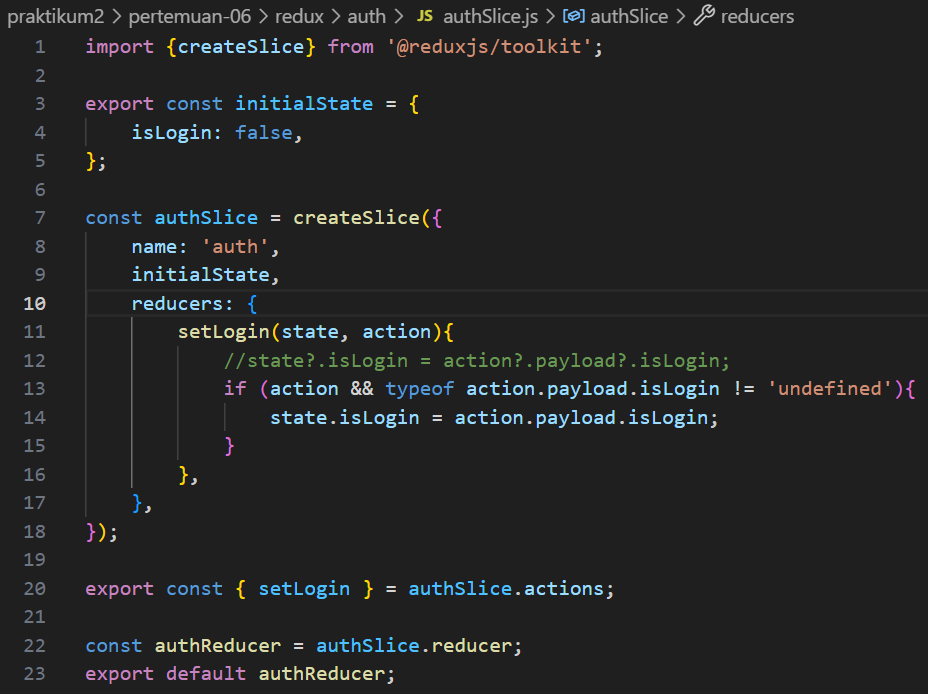 praktikum2 > pertemuan-06 > redux > auth > JS authSlice.js > authSlice > reducers
1 import {createSlice} from '@reduxjs/toolkit';
2
3 export const initialState = {
4     isLogin: false,
5 };
6
7 const authSlice = createSlice({
8     name: 'auth',
9     initialState,
10     reducers: {
11         setLogin(state, action){
12             //state?.isLogin = action?.payload?.isLogin;
13             if (action && typeof action.payload.isLogin != 'undefined'){
14                 state.isLogin = action.payload.isLogin;
15             }
16         },
17     },
18 });
19
20 export const { setLogin } = authSlice.actions;
21
22 const authReducer = authSlice.reducer;
23 export default authReducer;